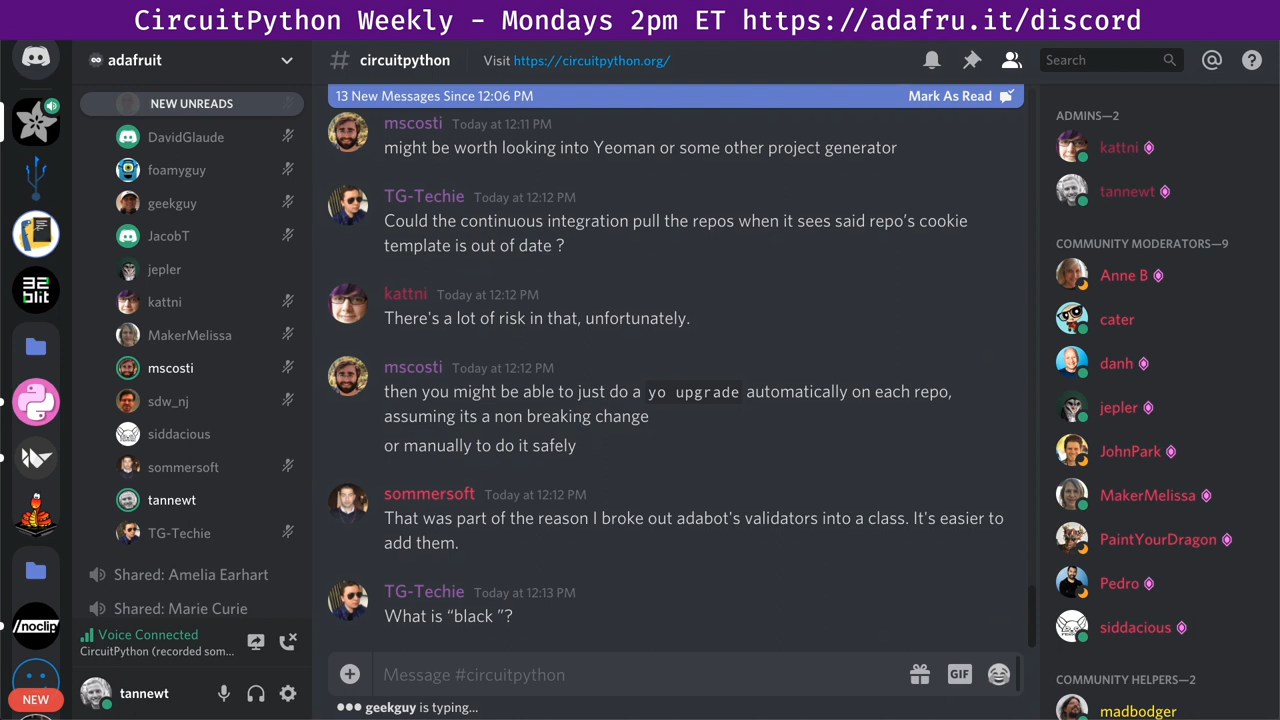 CircuitPython Weekly - Mondays 2pm ET https://adafru.it/discord
adafruit
NEW UNREADS
DavidGlaude
foamyguy
geekguy
JacobT
jepler
kattni
MakerMelissa
mscosti
sdw_nj
siddacious
sommersoft
tannewt
TG-Techie
Shared: Amelia Earhart
Shared: Marie Curie
Voice Connected
CircuitPython (recorded som...
tannewt
32
blit
/noclip
NEW
# circuitpython
Visit https://circuitpython.org/
Search
13 New Messages Since 12:06 PM
Mark As Read
mscosti Today at 12:11 PM
might be worth looking into Yeoman or some other project generator
TG-Techie Today at 12:12 PM
Could the continuous integration pull the repos when it sees said repo's cookie
template is out of date ?
kattni Today at 12:12 PM
There's a lot of risk in that, unfortunately.
mscosti Today at 12:12 PM
then you might be able to just do a yo upgrade automatically on each repo,
assuming its a non breaking change
or manually to do it safely
sommersoft Today at 12:12 PM
That was part of the reason I broke out adabot's validators into a class. It's easier to
add them.
TG-Techie Today at 12:13 PM
What is “black ”?
Message #circuitpython
GIF
geekguy is typing...
ADMINS—2
kattni
tannewt
COMMUNITY MODERATORS—9
Anne B
cater
danh
jepler
JohnPark
MakerMelissa
PaintYourDragon
Pedro
siddacious
COMMUNITY HELPERS—2
madbodger